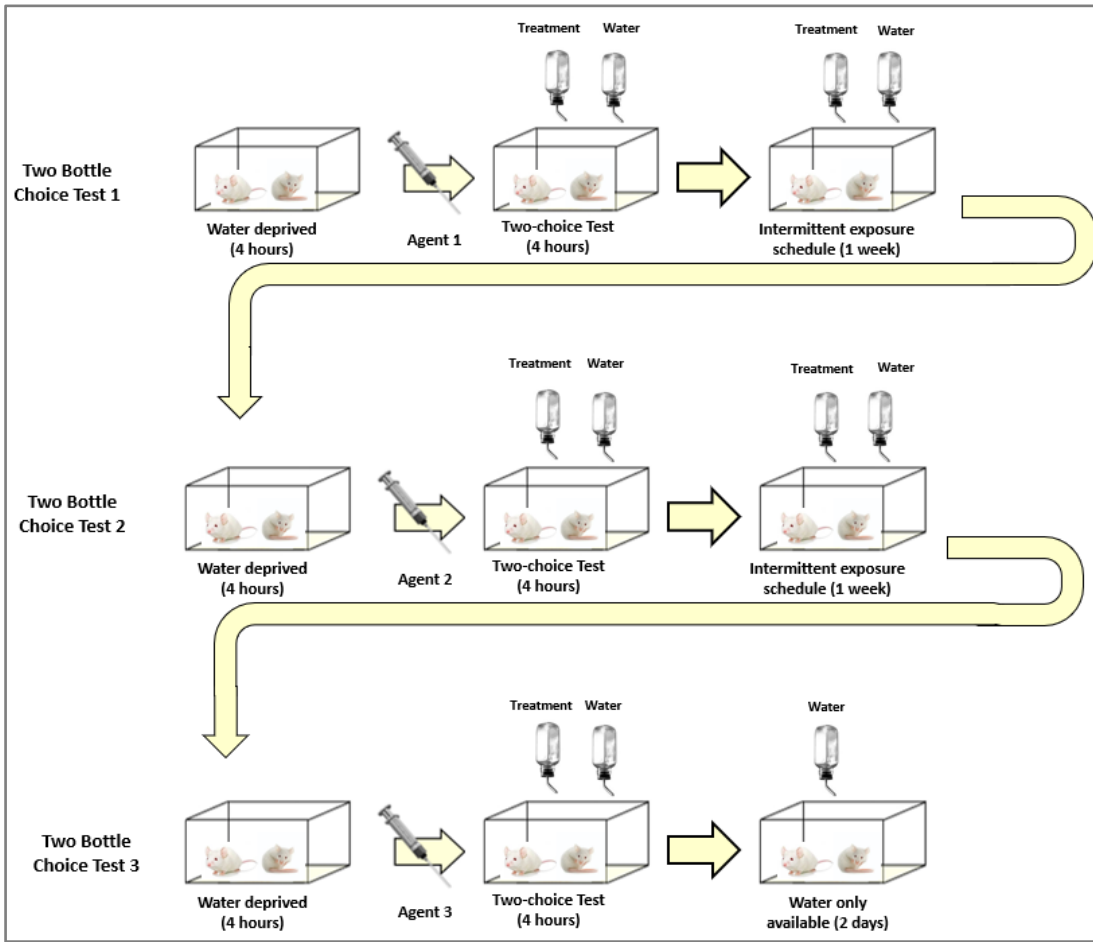 Treatment Water Treatment Water
Two Bottle
Choice Test 1
Water deprived
(4 hours)
Agent 1
Two-choice Test
(4 hours)
Intermittent exposure
schedule (1 week)
Treatment Water Treatment Water
Two Bottle
Choice Test 2
Water deprived
(4 hours)
Agent 2
Two-choice Test
(4 hours)
Intermittent exposure
schedule (1 week)
Treatment Water Water
Two Bottle
Choice Test 3
Water deprived
(4 hours)
Agent 3
Two-choice Test
(4 hours)
Water only
available (2 days)